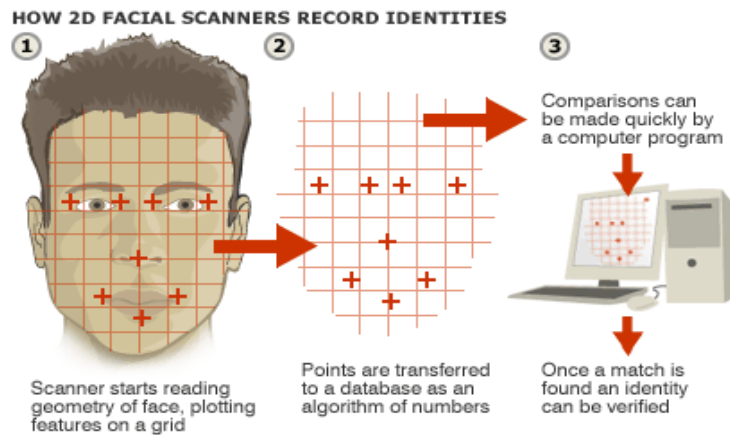 HOW 2D FACIAL SCANNERS RECORD IDENTITIES
1
2
3
Scanner starts reading
geometry of face, plotting
features on a grid
Points are transferred
to a database as an
algorithm of numbers
Comparisons can
be made quickly by
a computer program
Once a match is
found an identity
can be verified